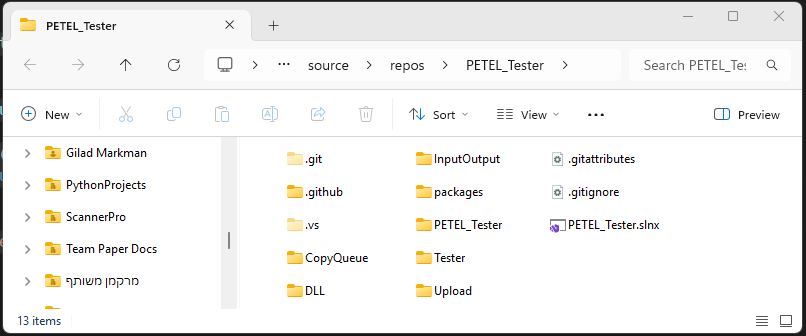 PETEL_Tester
source > repos > PETEL_Tester >
Search PETEL_Tes
New
Sort
View
Preview
Gilad Markman
PythonProjects
ScannerPro
Team Paper Docs
מרקמן משותף
.git
.github
.vs
CopyQueue
DLL
InputOutput
packages
PETEL_Tester
Tester
Upload
.gitattributes
.gitignore
PETEL_Tester.slnx
13 items